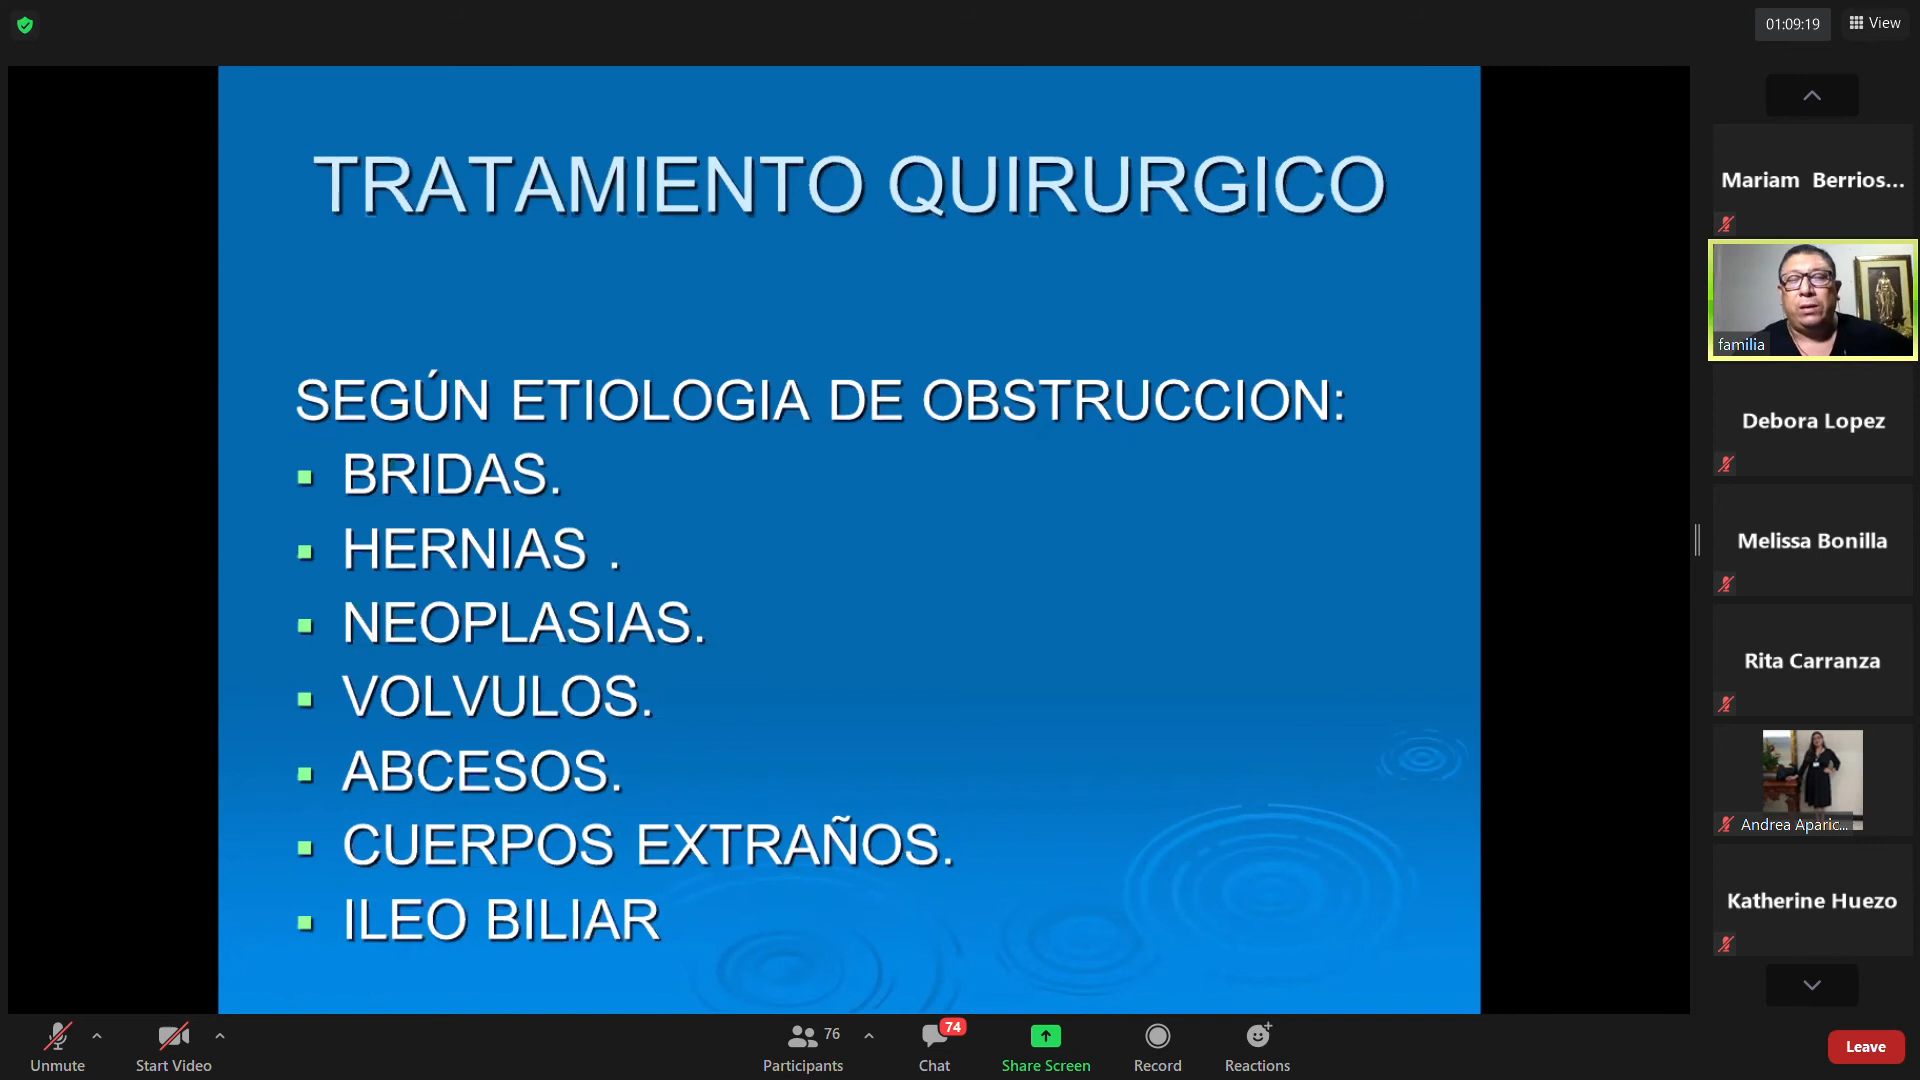 01:09:19
View
TRATAMIENTO QUIRURGICO
SEGÚN ETIOLOGIA DE OBSTRUCCION:
BRIDAS.
HERNIAS .
NEOPLASIAS.
VOLVULOS.
ABCESOS.
CUERPOS EXTRAÑOS.
ILEO BILIAR
Mariam Berrios...
familia
Debora Lopez
Melissa Bonilla
Rita Carranza
Andrea Aparic...
Katherine Huezo
Unmute
Start Video
76
Participants
74
Chat
Share Screen
Record
Reactions
Leave